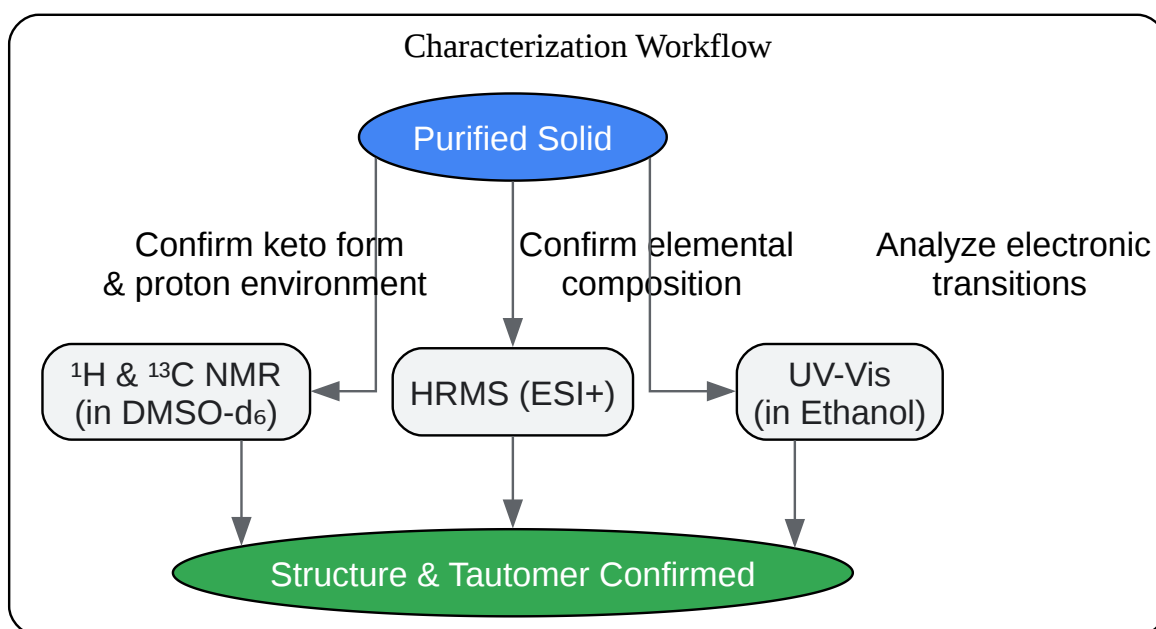 Characterization Workflow
Purified Solid
Confirm keto form
& proton environment
Confirm elemental
composition
Analyze electronic
transitions
¹H & ¹³C NMR
(in DMSO-d₆)
HRMS (ESI+)
UV-Vis
(in Ethanol)
Structure & Tautomer Confirmed